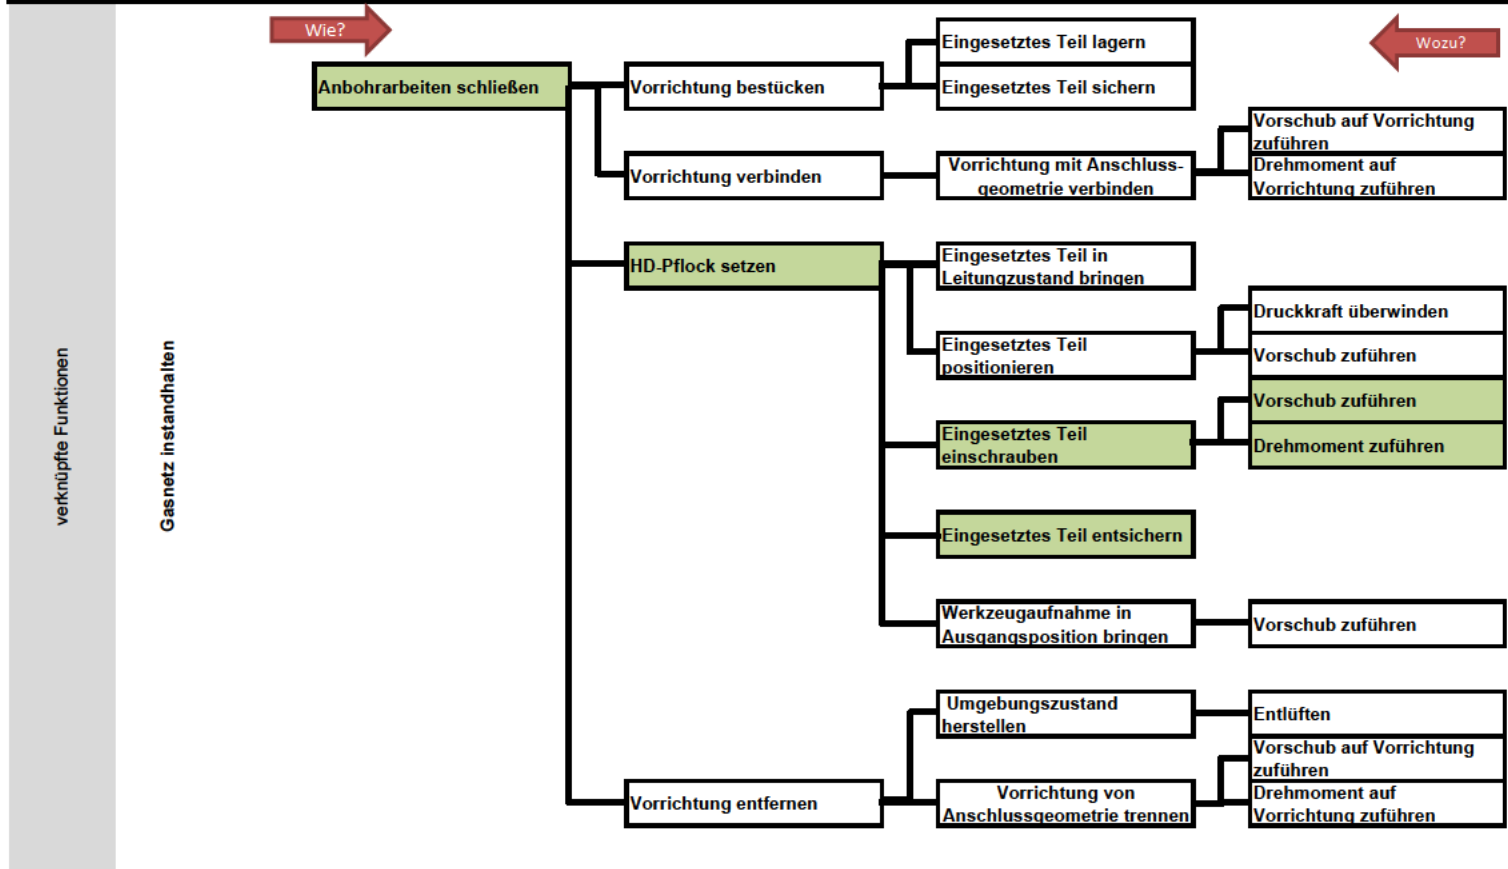 Wie?
Wozu?
verknüpfte Funktionen
Gasnetz instandhalten
Anbohrarbeiten schließen
Vorrichtung bestücken
Eingesetztes Teil lagern
Eingesetztes Teil sichern
Vorrichtung verbinden
Vorrichtung mit Anschluss-
geometrie verbinden
Vorschub auf Vorrichtung
zuführen
Drehmoment auf
Vorrichtung zuführen
HD-Pflock setzen
Eingesetztes Teil in
Leitungzustand bringen
Eingesetztes Teil
positionieren
Druckkraft überwinden
Vorschub zuführen
Eingesetztes Teil
einschrauben
Vorschub zuführen
Drehmoment zuführen
Eingesetztes Teil entsichern
Werkzeugaufnahme in
Ausgangsposition bringen
Vorschub zuführen
Vorrichtung entfernen
Umgebungszustand
herstellen
Entlüften
Vorrichtung von
Anschlussgeometrie trennen
Vorschub auf Vorrichtung
zuführen
Drehmoment auf
Vorrichtung zuführen